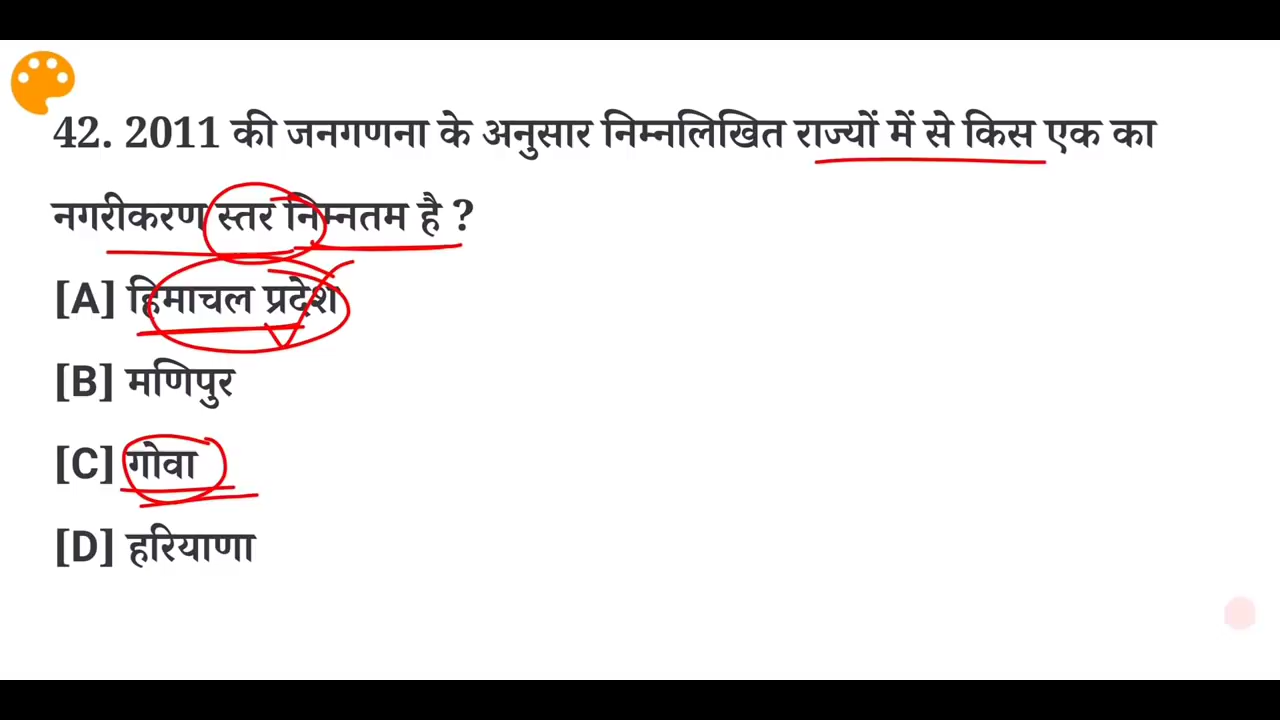 42. 2011 की जनगणना के अनुसार निम्नलिखित राज्यों में से किस एक का
नगरीकरण स्तर निम्नतम है ?
[A] हिमाचल प्रदेश
[B] मणिपुर
[C] गोवा
[D] हरियाणा